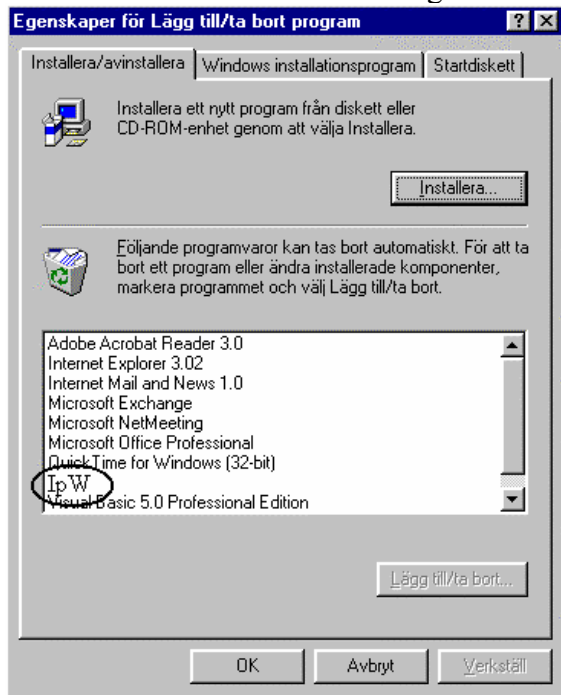 Egenskaper för Lägg till/ta bort program
Installera/avinstallera Windows installationsprogram Startdiskett
Installera ett nytt program från diskett eller
CD-ROM-enhet genom att välja Installera.
Installera...
Följande programvaror kan tas bort automatiskt. För att ta
bort ett program eller ändra installerade komponenter,
markera programmet och välj Lägg till/ta bort.
Adobe Acrobat Reader 3.0
Internet Explorer 3.02
Internet Mail and News 1.0
Microsoft Exchange
Microsoft NetMeeting
Microsoft Office Professional
QuickTime for Windows (32-bit)
IpW
Visual Basic 5.0 Professional Edition
Lägg till/ta bort...
OK Avbryt Verkställ